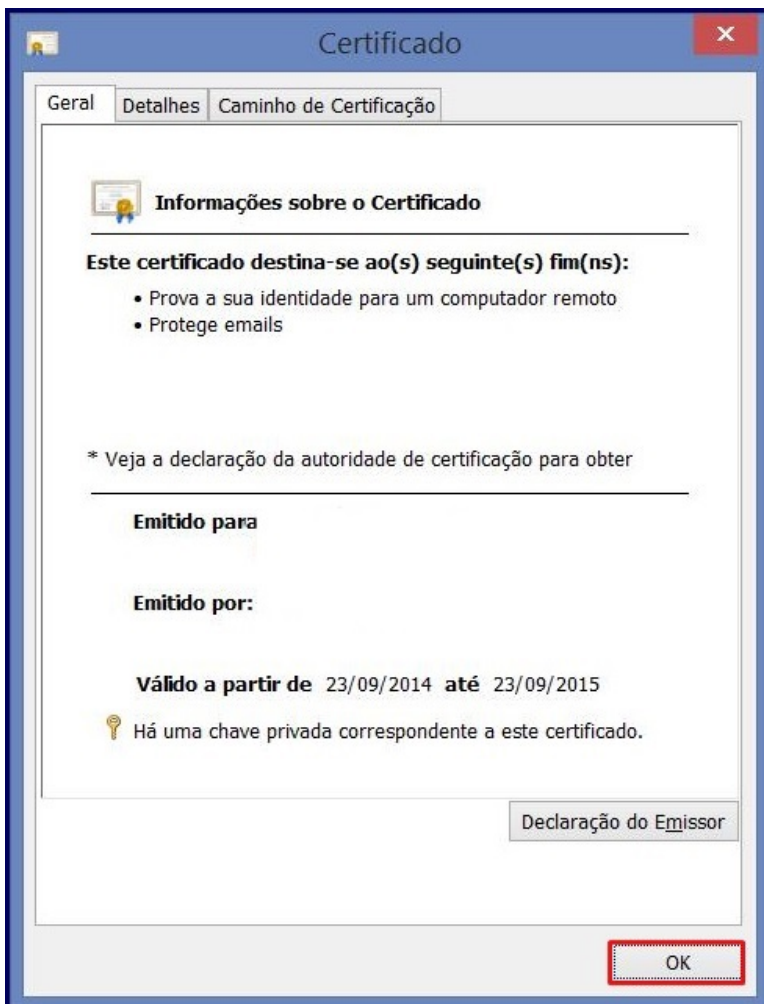 Certificado
Geral Detalhes Caminho de Certificação
Informações sobre o Certificado
Este certificado destina-se ao(s) seguinte(s) fim(ns):
• Prova a sua identidade para um computador remoto
• Protege emails
* Veja a declaração da autoridade de certificação para obter
Emitido para
Emitido por:
Válido a partir de 23/09/2014 até 23/09/2015
Há uma chave privada correspondente a este certificado.
Declaração do Emissor
OK